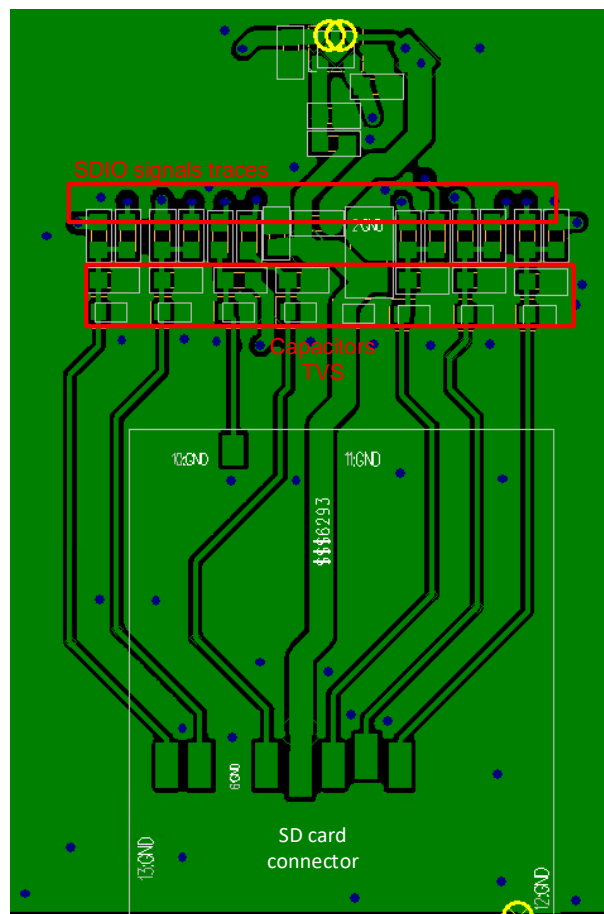 SDIO signals traces
2:GND
Capacitors
TVS
10:GND
11:GND
$$$6293
6:GND
SD card
connector
13:GND
12:GND